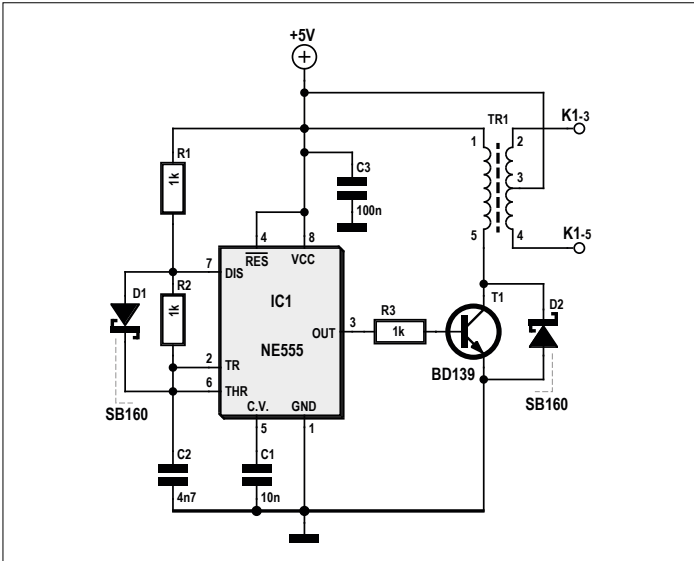 +5V
TR1
K1-3
1
2
R1
1k
C3
100n
3
4
8
RES
VCC
5
4
K1-5
7
DIS
D1
R2
1k
IC1
T1
D2
OUT
3
R3
1k
NE555
2
TR
BD139
6
THR
SB160
SB160
C.V.
GND
5
1
C2
4n7
C1
10n